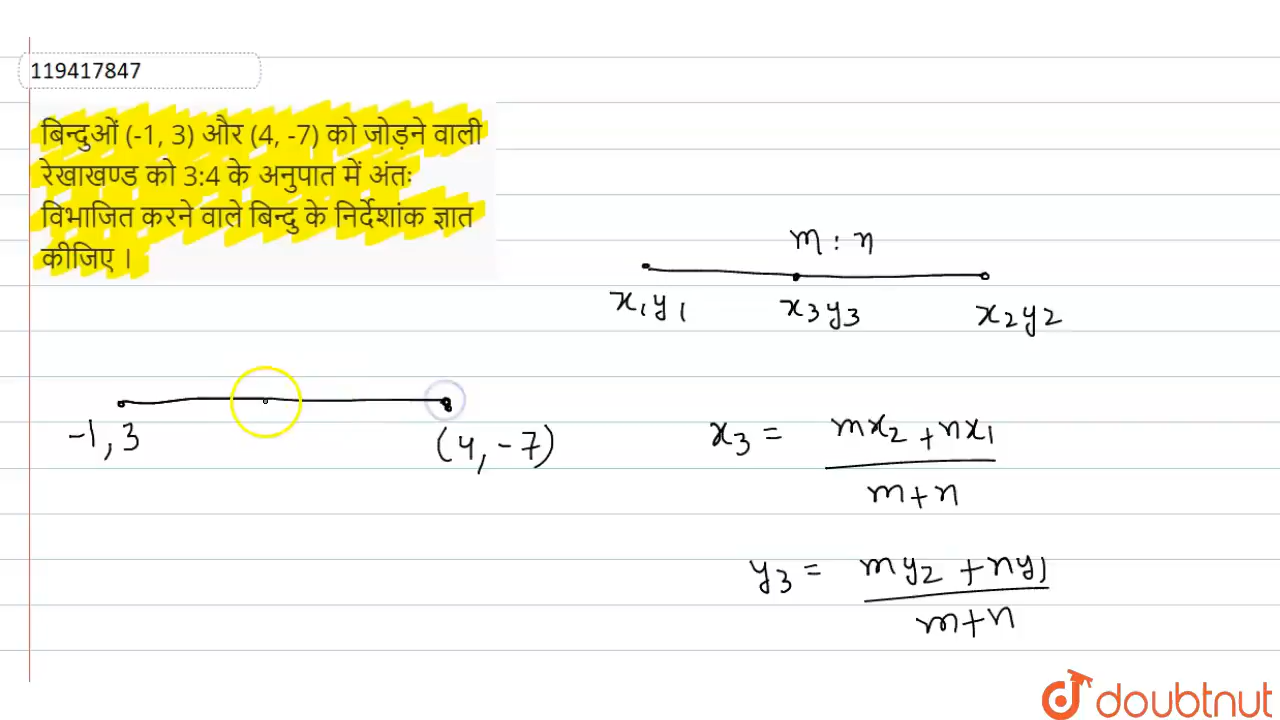 119417847
बिन्दुओं (-1, 3) और (4, -7) को जोड़ने वाली
रेखाखण्ड को 3:4 के अनुपात में अंतः
विभाजित करने वाले बिन्दु के निर्देशांक ज्ञात
कीजिए ।
m : n
x₁y₁ x₃y₃ x₂y₂
-1, 3 (4, -7)
x₃ = mx₂ + nx₁
m+n
y₃ = my₂ + ny₁
m+n
doubtnut